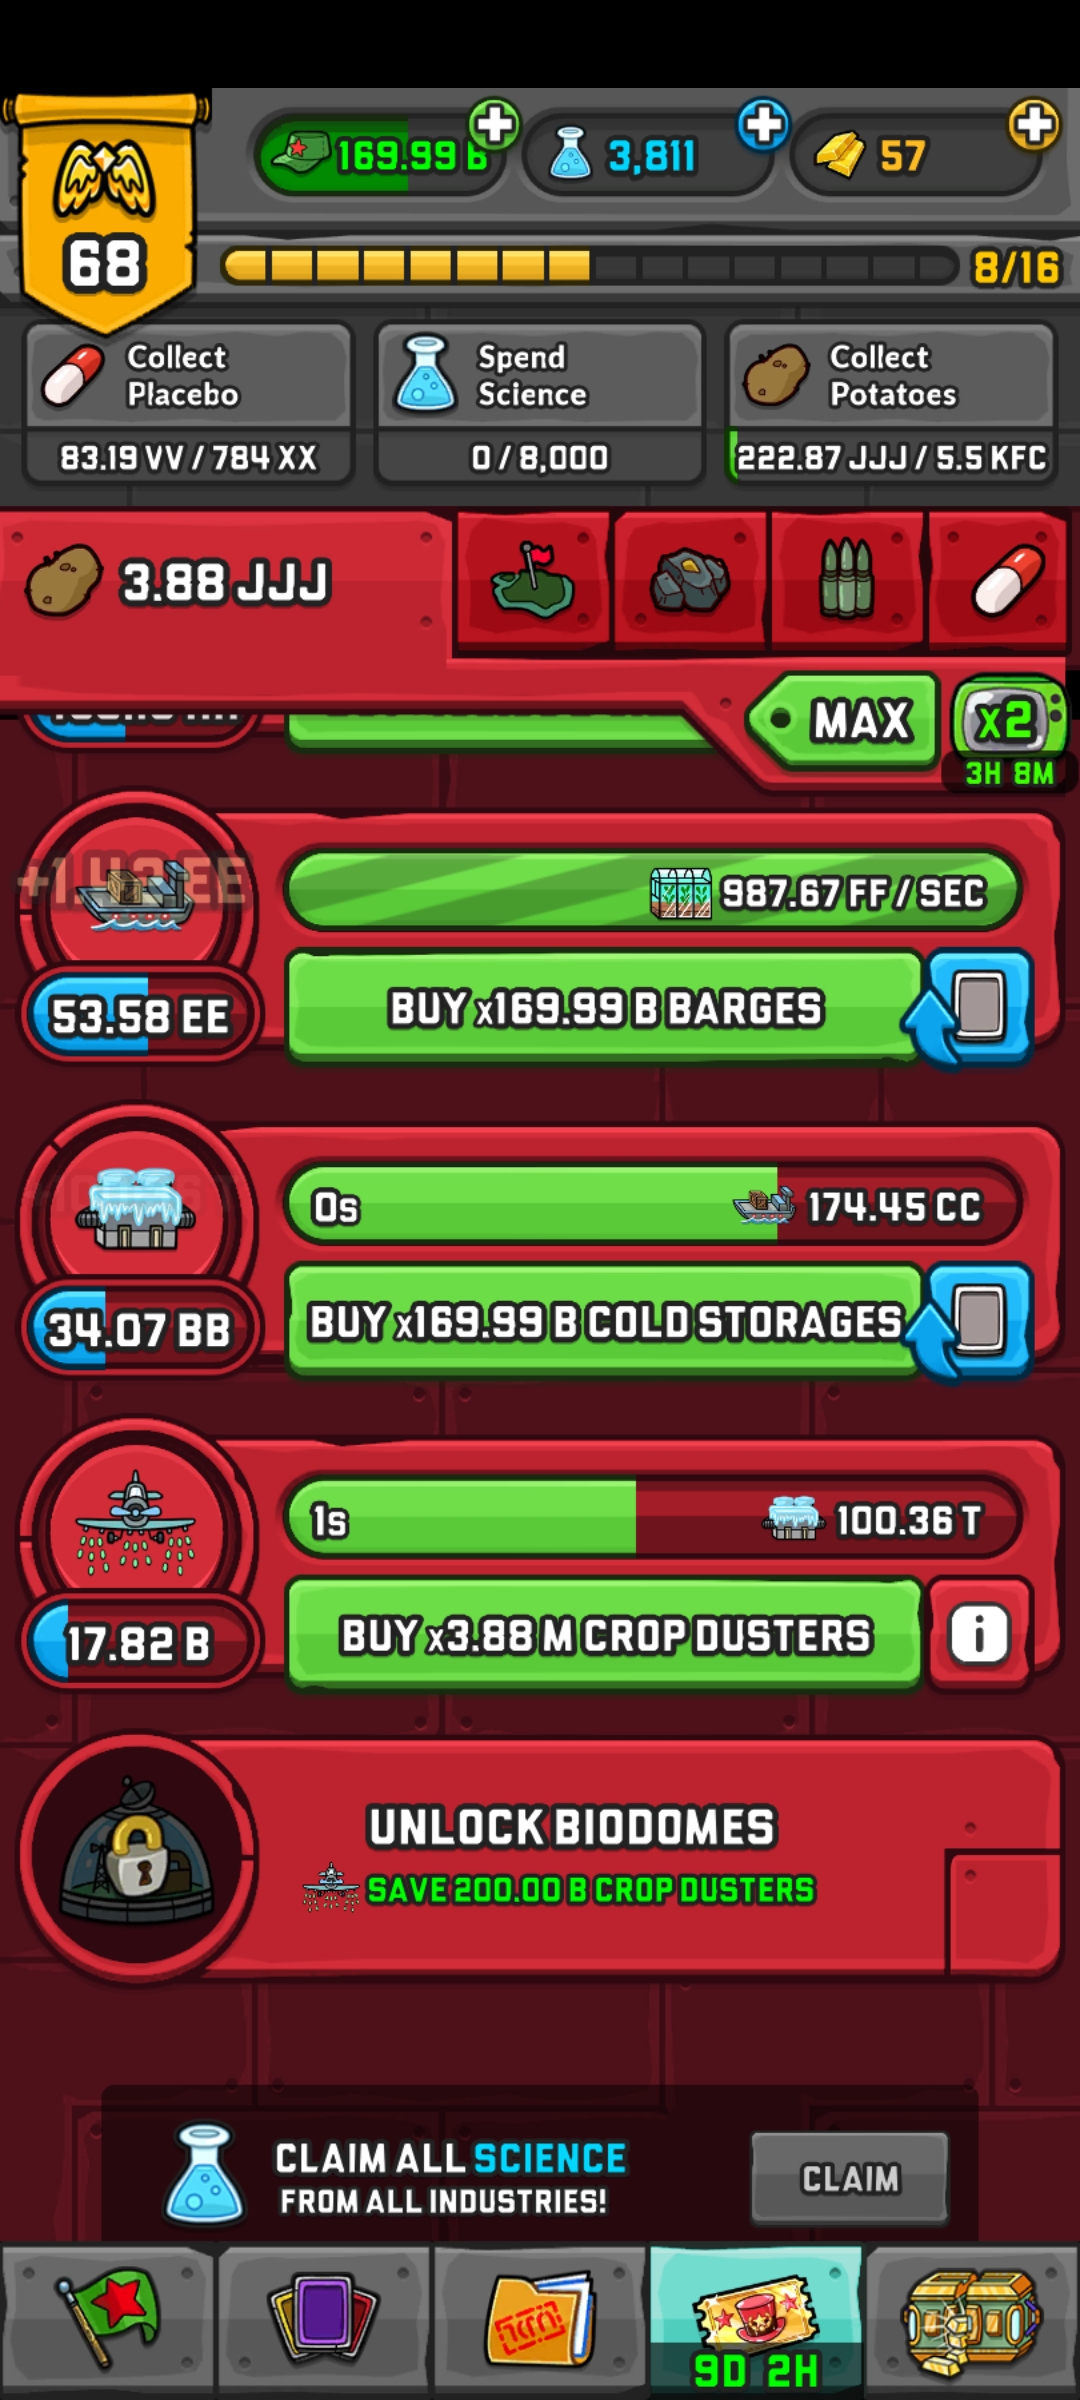 169.99 B
3,811
57
68
8/16
Collect
Placebo
83.19 VV / 784 XX
Spend
Science
0 / 8,000
Collect
Potatoes
222.87 JJJ / 5.5 KFC
3.88 JJJ
MAX
x2
3H 8M
987.67 FF / SEC
53.58 EE
BUY x169.99 B BARGES
0s
174.45 CC
34.07 BB
BUY x169.99 B COLD STORAGES
1s
100.36 T
17.82 B
BUY x3.88 M CROP DUSTERS
i
UNLOCK BIODOMES
SAVE 200.00 B CROP DUSTERS
CLAIM ALL SCIENCE
FROM ALL INDUSTRIES!
CLAIM
9D 2H